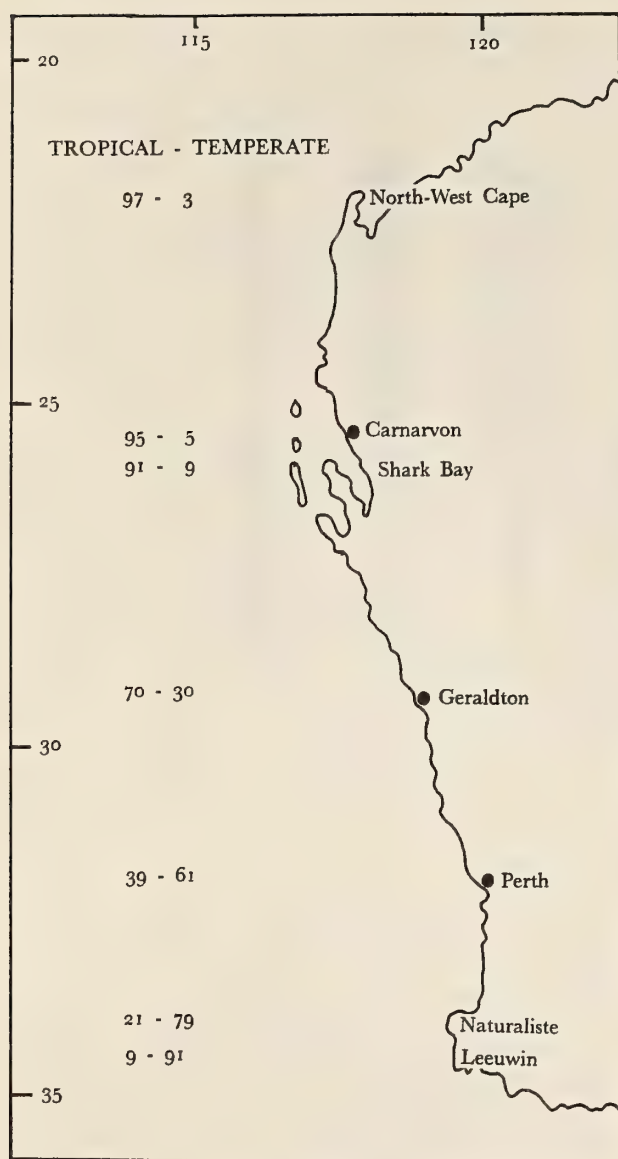 115 120
20
TROPICAL - TEMPERATE
97 - 3 North-West Cape
25
95 - 5 Carnarvon
91 - 9 Shark Bay
70 - 30 Geraldton
30
39 - 61 Perth
21 - 79 Naturaliste
9 - 91 Leeuwin
35